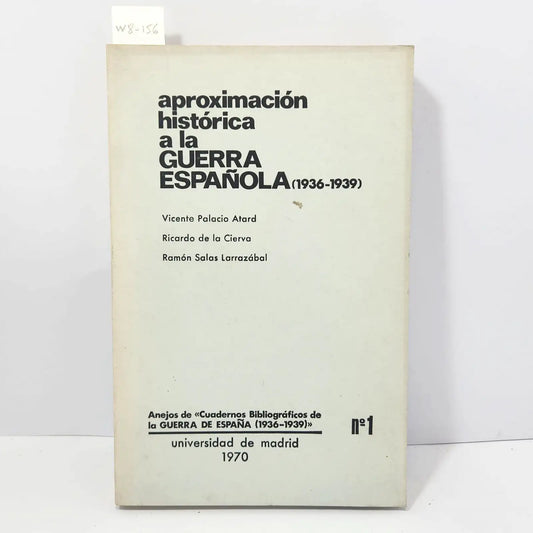 W8-156
aproximación
histórica
a la
GUERRA
ESPAÑOLA (1936-1939)
Vicente Palacio Atard
Ricardo de la Cierva
Ramón Salas Larrazábal
Anejos de «Cuadernos Bibliográficos de
la GUERRA DE ESPAÑA (1936-1939)»
nº1
universidad de madrid
1970